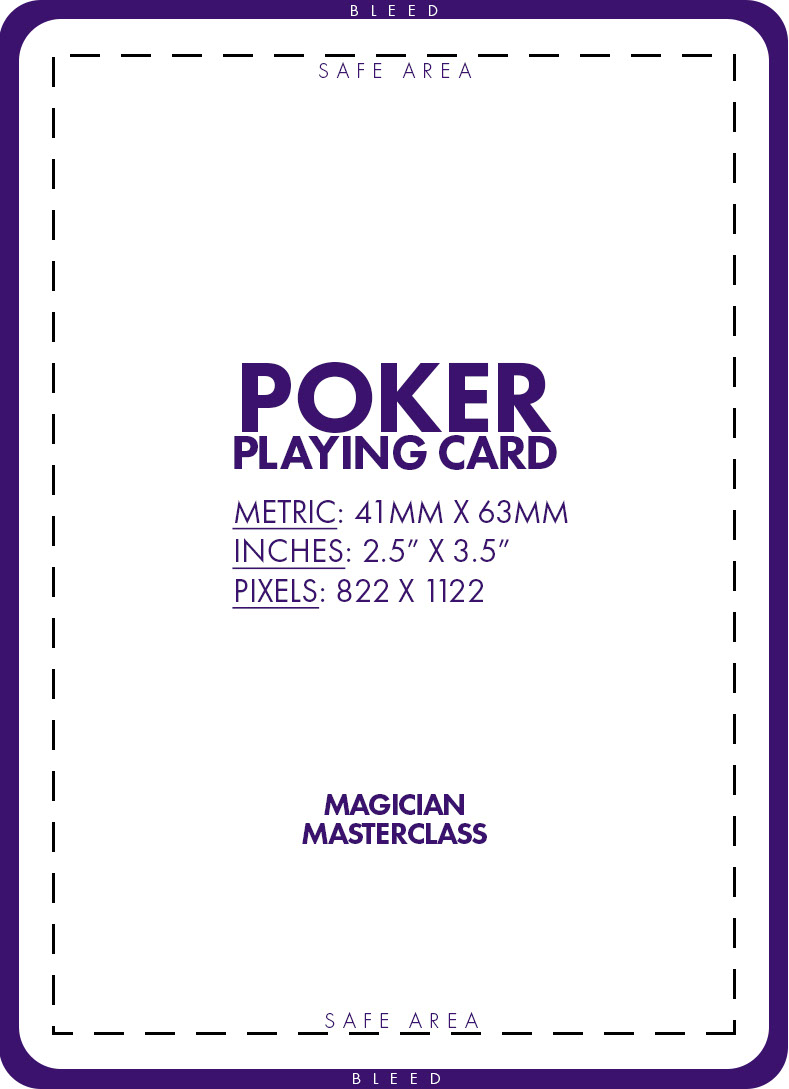 BLEED
SAFE AREA
POKER
PLAYING CARD
METRIC: 41MM X 63MM
INCHES: 2.5” X 3.5”
PIXELS: 822 X 1122
MAGICIAN
MASTERCLASS
SAFE AREA
BLEED